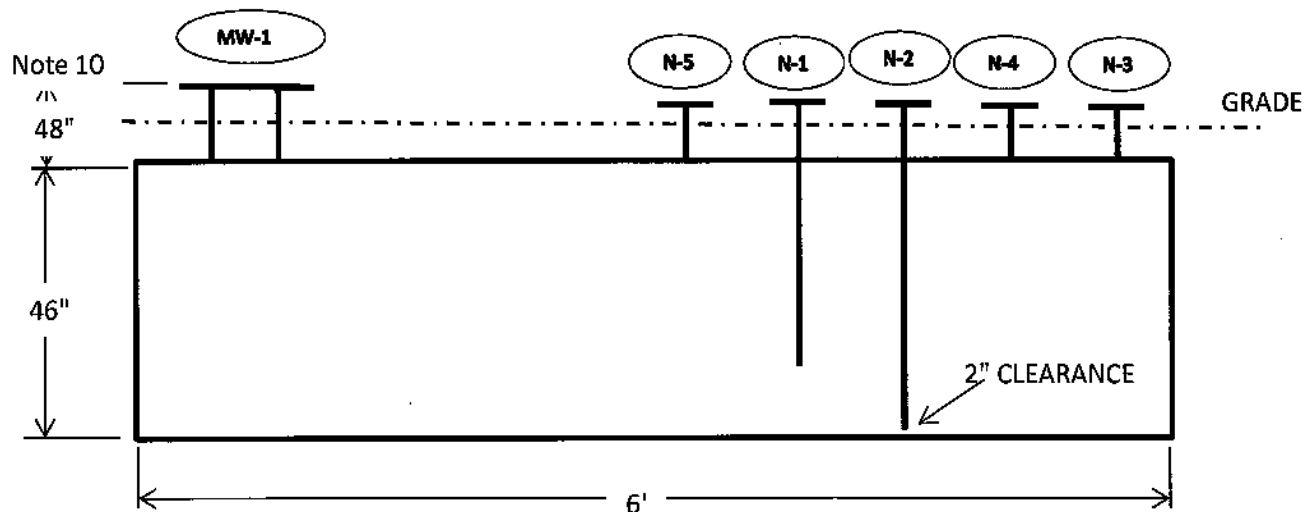 MW-1
N-5
N-1
N-2
N-4
N-3
Note 10
48"
GRADE
46"
2" CLEARANCE
6'